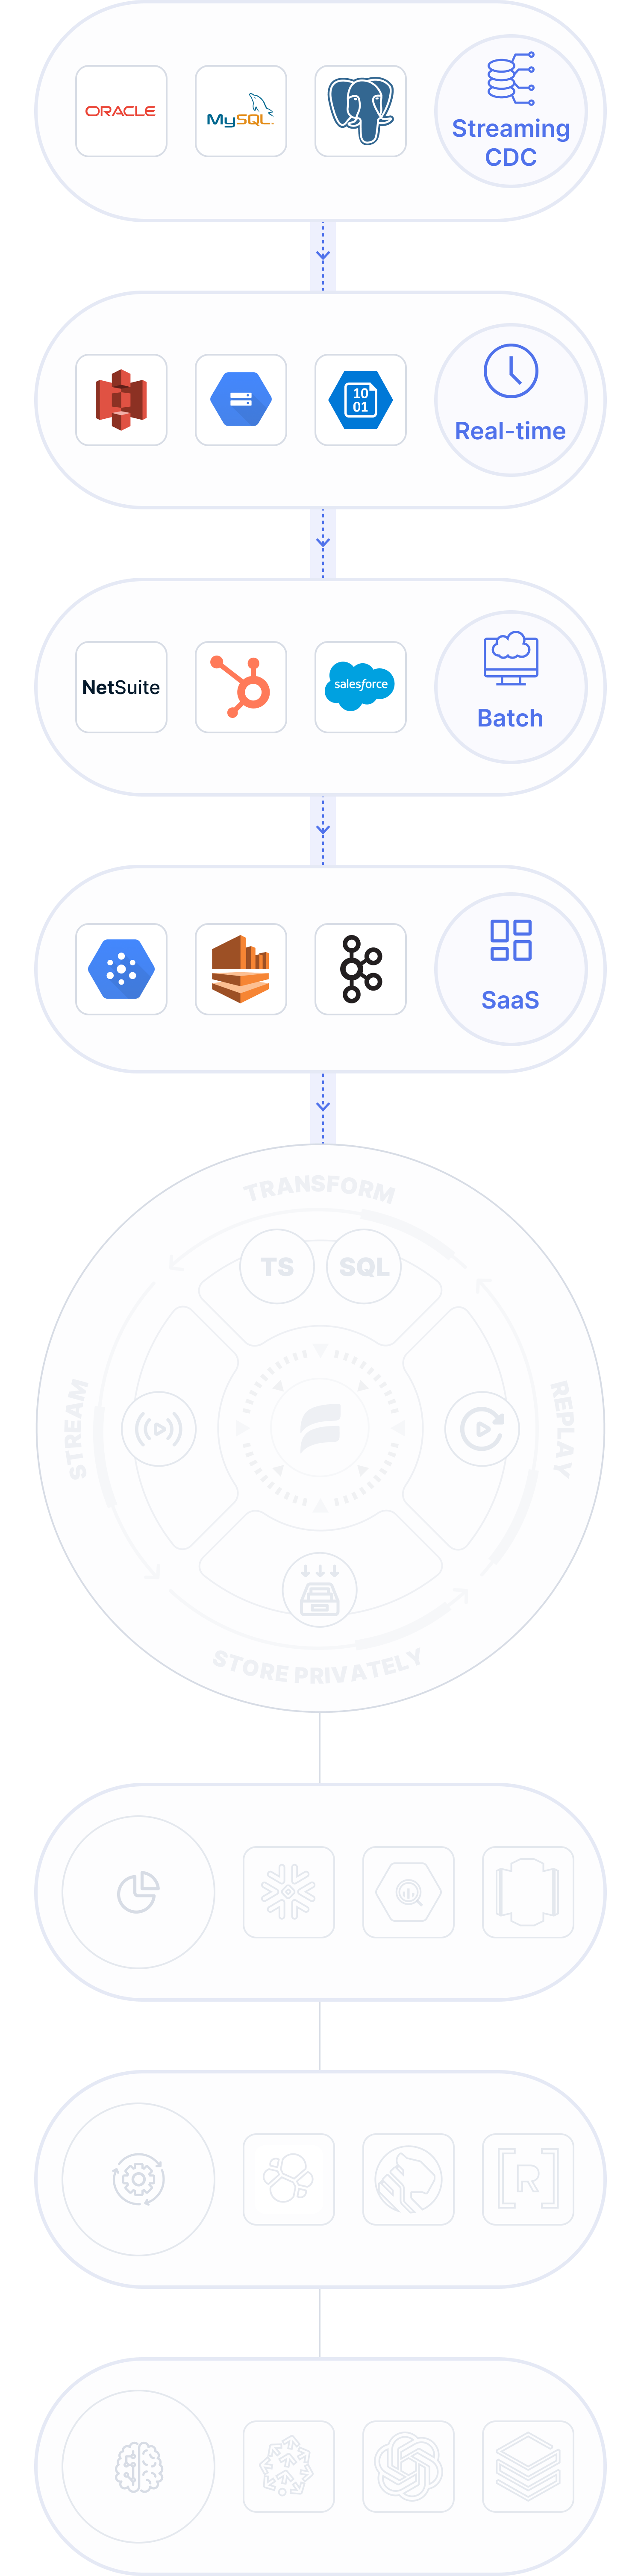 ORACLE
MySQL
Streaming
CDC
10
01
Real-time
NetSuite
salesforce
Batch
SaaS
TRANSFORM
TS
SQL
STREAM
REPLAY
STORE PRIVATELY
R